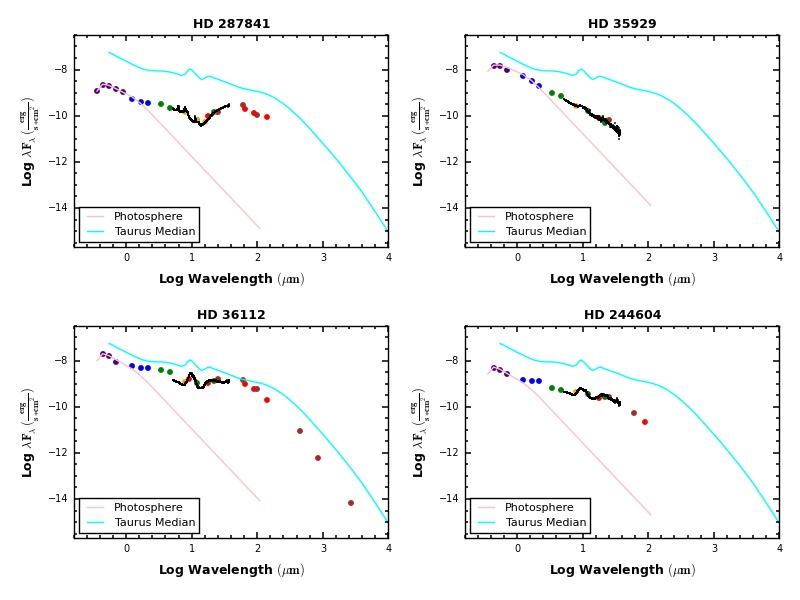 HD 287841
Log λF_λ (erg/s*cm²)
−8
−10
−12
−14
Photosphere
Taurus Median
0 1 2 3 4
Log Wavelength (μm)
HD 35929
Log λF_λ (erg/s*cm²)
−8
−10
−12
−14
Photosphere
Taurus Median
0 1 2 3 4
Log Wavelength (μm)
HD 36112
Log λF_λ (erg/s*cm²)
−8
−10
−12
−14
Photosphere
Taurus Median
0 1 2 3 4
Log Wavelength (μm)
HD 244604
Log λF_λ (erg/s*cm²)
−8
−10
−12
−14
Photosphere
Taurus Median
0 1 2 3 4
Log Wavelength (μm)